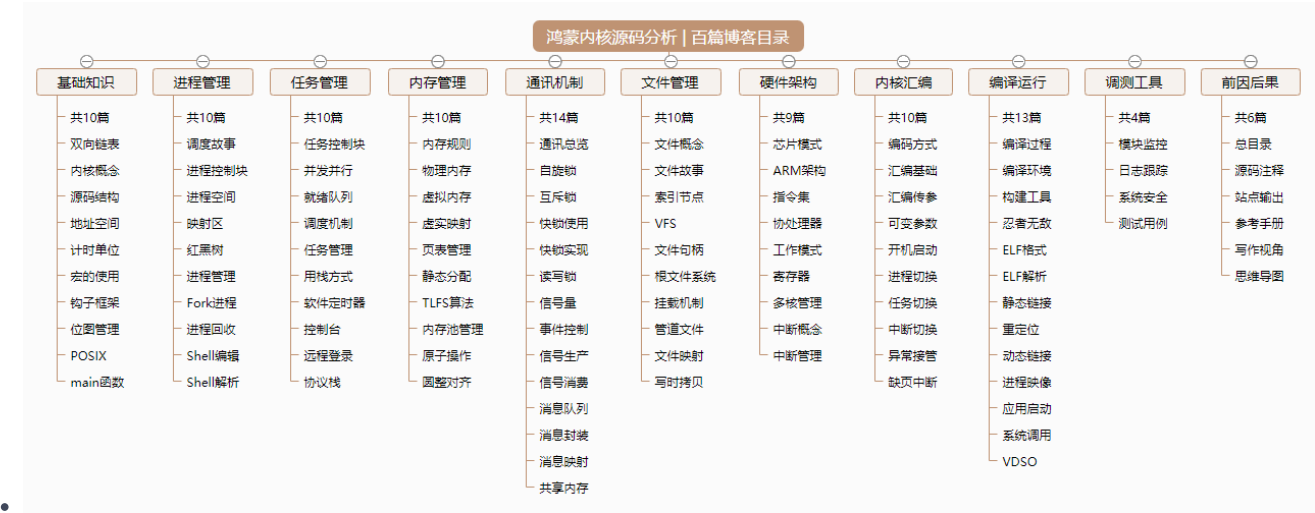 鸿蒙内核源码分析 | 百篇博客目录
基础知识
共10篇
双向链表
内核概念
源码结构
地址空间
计时单位
宏的使用
钩子框架
位图管理
POSIX
main函数
进程管理
共10篇
调度故事
进程控制块
进程空间
映射区
红黑树
进程管理
Fork进程
进程回收
Shell编辑
Shell解析
任务管理
共10篇
任务控制块
并发并行
就绪队列
调度机制
任务管理
用栈方式
软件定时器
控制台
远程登录
协议栈
内存管理
共10篇
内存规则
物理内存
虚拟内存
虚实映射
页表管理
静态分配
TLFS算法
内存池管理
原子操作
圆整对齐
通讯机制
共14篇
通讯总览
自旋锁
互斥锁
快锁使用
快锁实现
读写锁
信号量
事件控制
信号生产
信号消费
消息队列
消息封装
消息映射
共享内存
文件管理
共10篇
文件概念
文件故事
索引节点
VFS
文件句柄
根文件系统
挂载机制
管道文件
文件映射
写时拷贝
硬件架构
共9篇
芯片模式
ARM架构
指令集
协处理器
工作模式
寄存器
多核管理
中断概念
中断管理
内核汇编
共10篇
编码方式
汇编基础
汇编传参
可变参数
开机启动
进程切换
任务切换
中断切换
异常接管
缺页中断
编译运行
共13篇
编译过程
编译环境
构建工具
忍者无敌
ELF格式
ELF解析
静态链接
重定位
动态链接
进程映像
应用启动
系统调用
VDSO
调测工具
共4篇
模块监控
日志跟踪
系统安全
测试用例
前因后果
共6篇
总目录
源码注释
站点输出
参考手册
写作视角
思维导图